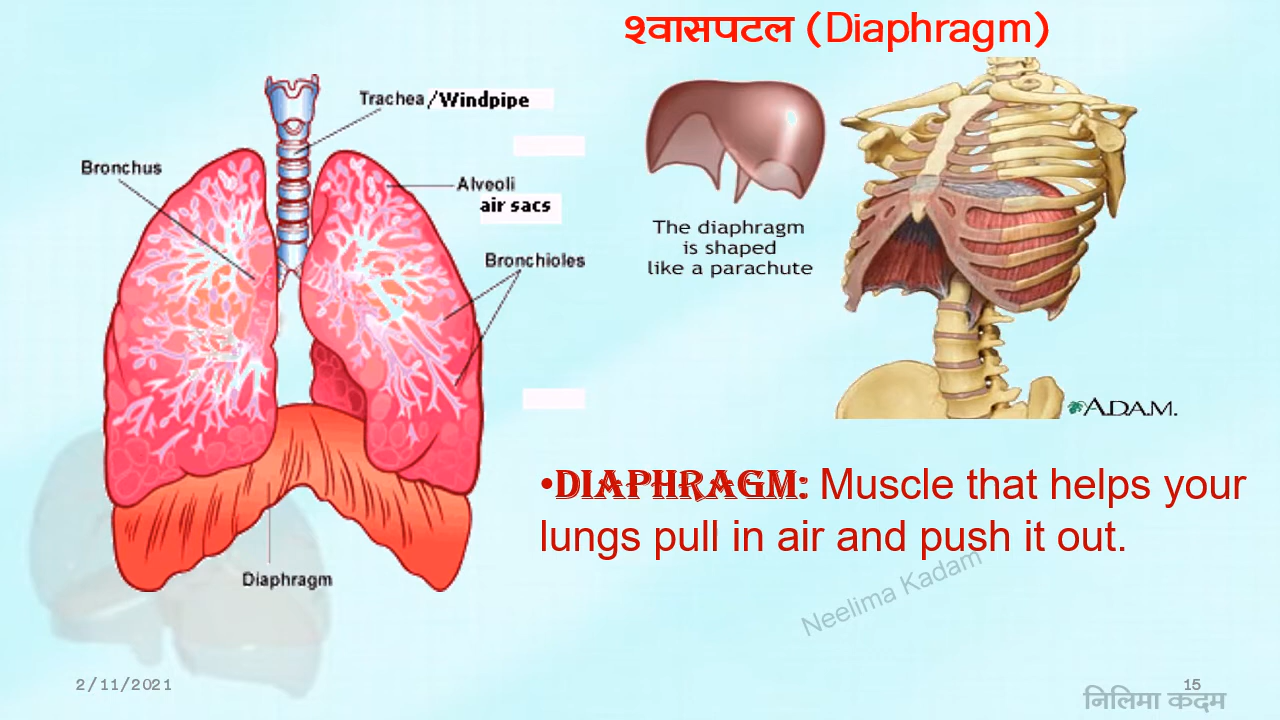 श्वासपटल (Diaphragm)
Trachea/Windpipe
Bronchus
Alveoli
air sacs
Bronchioles
Diaphragm
The diaphragm
is shaped
like a parachute
A.D.A.M.
•DIAPHRAGM: Muscle that helps your
lungs pull in air and push it out.
Neelima Kadam
2/11/2021
15
निलिमा कदम